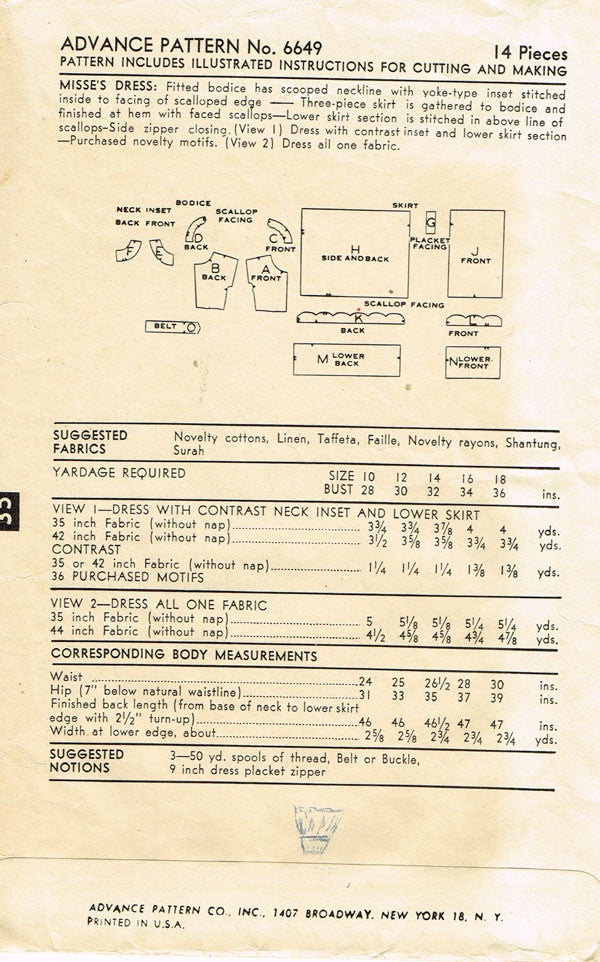 ADVANCE PATTERN No. 6649 14 Pieces
PATTERN INCLUDES ILLUSTRATED INSTRUCTIONS FOR CUTTING AND MAKING
MISSE'S DRESS: Fitted bodice has scooped neckline with yoke-type inset stitched
inside to facing of scalloped edge — Three-piece skirt is gathered to bodice and
finished at hem with faced scallops—Lower skirt section is stitched in above line of
scallops-Side zipper closing. (View 1) Dress with contrast inset and lower skirt section
—Purchased novelty motifs. (View 2) Dress all one fabric.
BODICE
NECK INSET
BACK FRONT
SCALLOP
FACING
SKIRT
F
E
D
BACK
C
FRONT
B
BACK
A
FRONT
H
SIDE AND BACK
G
PLACKET
FACING
J
FRONT
SCALLOP FACING
K
BACK
L
FRONT
BELT O
M LOWER
BACK
N LOWER
FRONT
SUGGESTED
FABRICS
Novelty cottons, Linen, Taffeta, Faille, Novelty rayons, Shantung,
Surah
YARDAGE REQUIRED SIZE 10 12 14 16 18
BUST 28 30 32 34 36 ins.
VIEW 1—DRESS WITH CONTRAST NECK INSET AND LOWER SKIRT
35 inch Fabric (without nap) 3¾ 3¾ 3⅞ 4 4 yds.
42 inch Fabric (without nap) 3½ 3⅝ 3⅝ 3¾ 3¾ yds.
CONTRAST
35 or 42 inch Fabric (without nap) 1¼ 1¼ 1¼ 1⅜ 1⅜ yds.
36 PURCHASED MOTIFS
VIEW 2—DRESS ALL ONE FABRIC
35 inch Fabric (without nap) 5 5⅛ 5⅛ 5¼ 5¼ yds.
44 inch Fabric (without nap) 4½ 4⅝ 4⅝ 4¾ 4⅞ yds.
CORRESPONDING BODY MEASUREMENTS
Waist 24 25 26½ 28 30 ins.
Hip (7" below natural waistline) 31 33 35 37 39 ins.
Finished back length (from base of neck to lower skirt
edge with 2½" turn-up) 46 46 46½ 47 47 ins.
Width at lower edge, about 2⅝ 2⅝ 2¾ 2¾ 2¾ yds.
SUGGESTED
NOTIONS
3—50 yd. spools of thread, Belt or Buckle,
9 inch dress placket zipper
35
ADVANCE PATTERN CO., INC., 1407 BROADWAY. NEW YORK 18, N. Y.
PRINTED IN U.S.A.